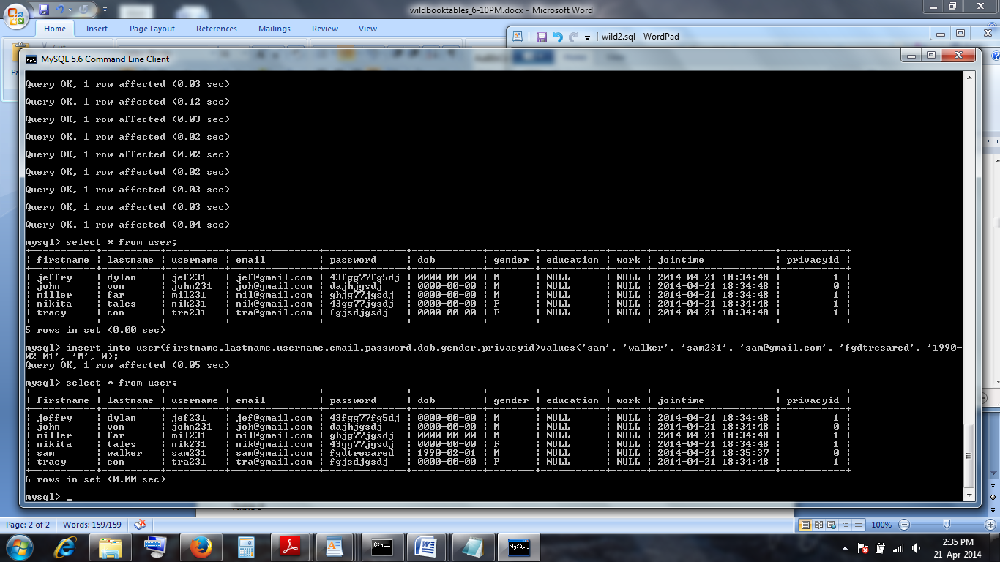 wildbooktables_6-10PM.docx - Microsoft Word
Home Insert Page Layout References Mailings Review View
wild2.sql - WordPad
MySQL 5.6 Command Line Client
Query OK, 1 row affected (0.03 sec)
Query OK, 1 row affected (0.12 sec)
Query OK, 1 row affected (0.03 sec)
Query OK, 1 row affected (0.02 sec)
Query OK, 1 row affected (0.02 sec)
Query OK, 1 row affected (0.02 sec)
Query OK, 1 row affected (0.03 sec)
Query OK, 1 row affected (0.03 sec)
Query OK, 1 row affected (0.04 sec)
mysql> select * from user;
| firstname | lastname | username | email | password | dob | gender | education | work | jointime | privacyid |
| jeffry | dylan | jef231 | jef@gmail.com | 43fgg77fg5dj | 0000-00-00 | M | NULL | NULL | 2014-04-21 18:34:48 | 1 |
| john | von | john231 | joh@gmail.com | dajhjgsdj | 0000-00-00 | M | NULL | NULL | 2014-04-21 18:34:48 | 0 |
| miller | far | mil231 | mil@gmail.com | ghjg77jgsdj | 0000-00-00 | M | NULL | NULL | 2014-04-21 18:34:48 | 1 |
| nikita | tales | nik231 | nik@gmail.com | 43gg77jgsdj | 0000-00-00 | F | NULL | NULL | 2014-04-21 18:34:48 | 1 |
| tracy | con | tra231 | tra@gmail.com | fgjsdjgsdj | 0000-00-00 | F | NULL | NULL | 2014-04-21 18:34:48 | 1 |
5 rows in set (0.00 sec)
mysql> insert into user(firstname,lastname,username,email,password,dob,gender,privacyid)values('sam', 'walker', 'sam231', 'sam@gmail.com', 'fgdtresared', '1990-
02-01', 'M', 0);
Query OK, 1 row affected (0.05 sec)
mysql> select * from user;
| firstname | lastname | username | email | password | dob | gender | education | work | jointime | privacyid |
| jeffry | dylan | jef231 | jef@gmail.com | 43fgg77fg5dj | 0000-00-00 | M | NULL | NULL | 2014-04-21 18:34:48 | 1 |
| john | von | john231 | joh@gmail.com | dajhjgsdj | 0000-00-00 | M | NULL | NULL | 2014-04-21 18:34:48 | 0 |
| miller | far | mil231 | mil@gmail.com | ghjg77jgsdj | 0000-00-00 | M | NULL | NULL | 2014-04-21 18:34:48 | 1 |
| nikita | tales | nik231 | nik@gmail.com | 43gg77jgsdj | 0000-00-00 | F | NULL | NULL | 2014-04-21 18:34:48 | 1 |
| sam | walker | sam231 | sam@gmail.com | fgdtresared | 1990-02-01 | M | NULL | NULL | 2014-04-21 18:35:37 | 0 |
| tracy | con | tra231 | tra@gmail.com | fgjsdjgsdj | 0000-00-00 | F | NULL | NULL | 2014-04-21 18:34:48 | 1 |
6 rows in set (0.00 sec)
mysql> _
Page: 2 of 2 Words: 159/159 100%
2:35 PM
21-Apr-2014